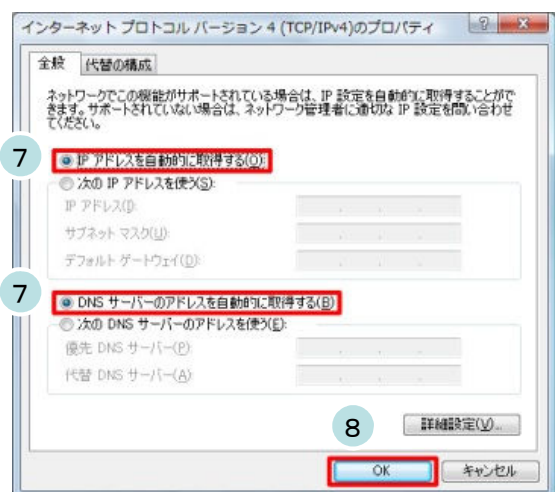 インターネット プロトコル バージョン 4 (TCP/IPv4)のプロパティ
全般 代替の構成
ネットワークでこの機能がサポートされている場合は、IP 設定を自動的に取得することがで
きます。サポートされていない場合は、ネットワーク管理者に適切な IP 設定を問い合わせ
てください。
7 IP アドレスを自動的に取得する(O):
次の IP アドレスを使う(S):
IP アドレス(I):
サブネット マスク(U):
デフォルト ゲートウェイ(D):
7 DNS サーバーのアドレスを自動的に取得する(B)
次の DNS サーバーのアドレスを使う(E):
優先 DNS サーバー(P):
代替 DNS サーバー(A):
8 詳細設定(V)...
OK キャンセル